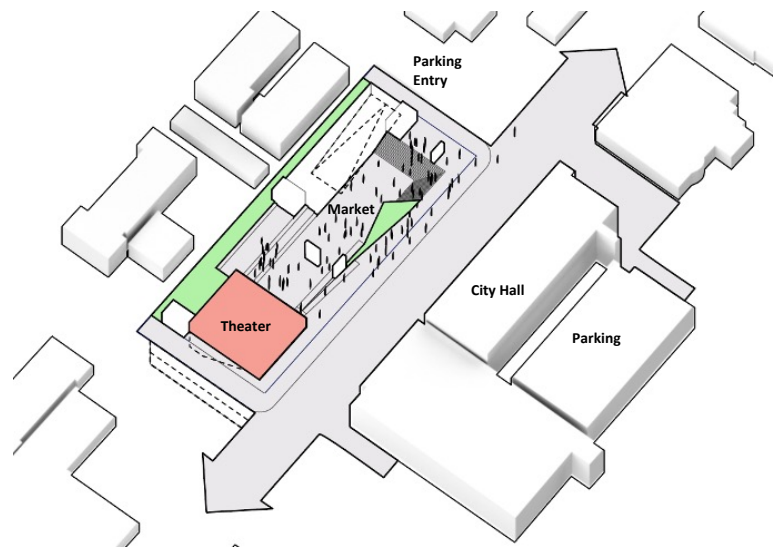 Parking
Entry
Market
City Hall
Theater
Parking